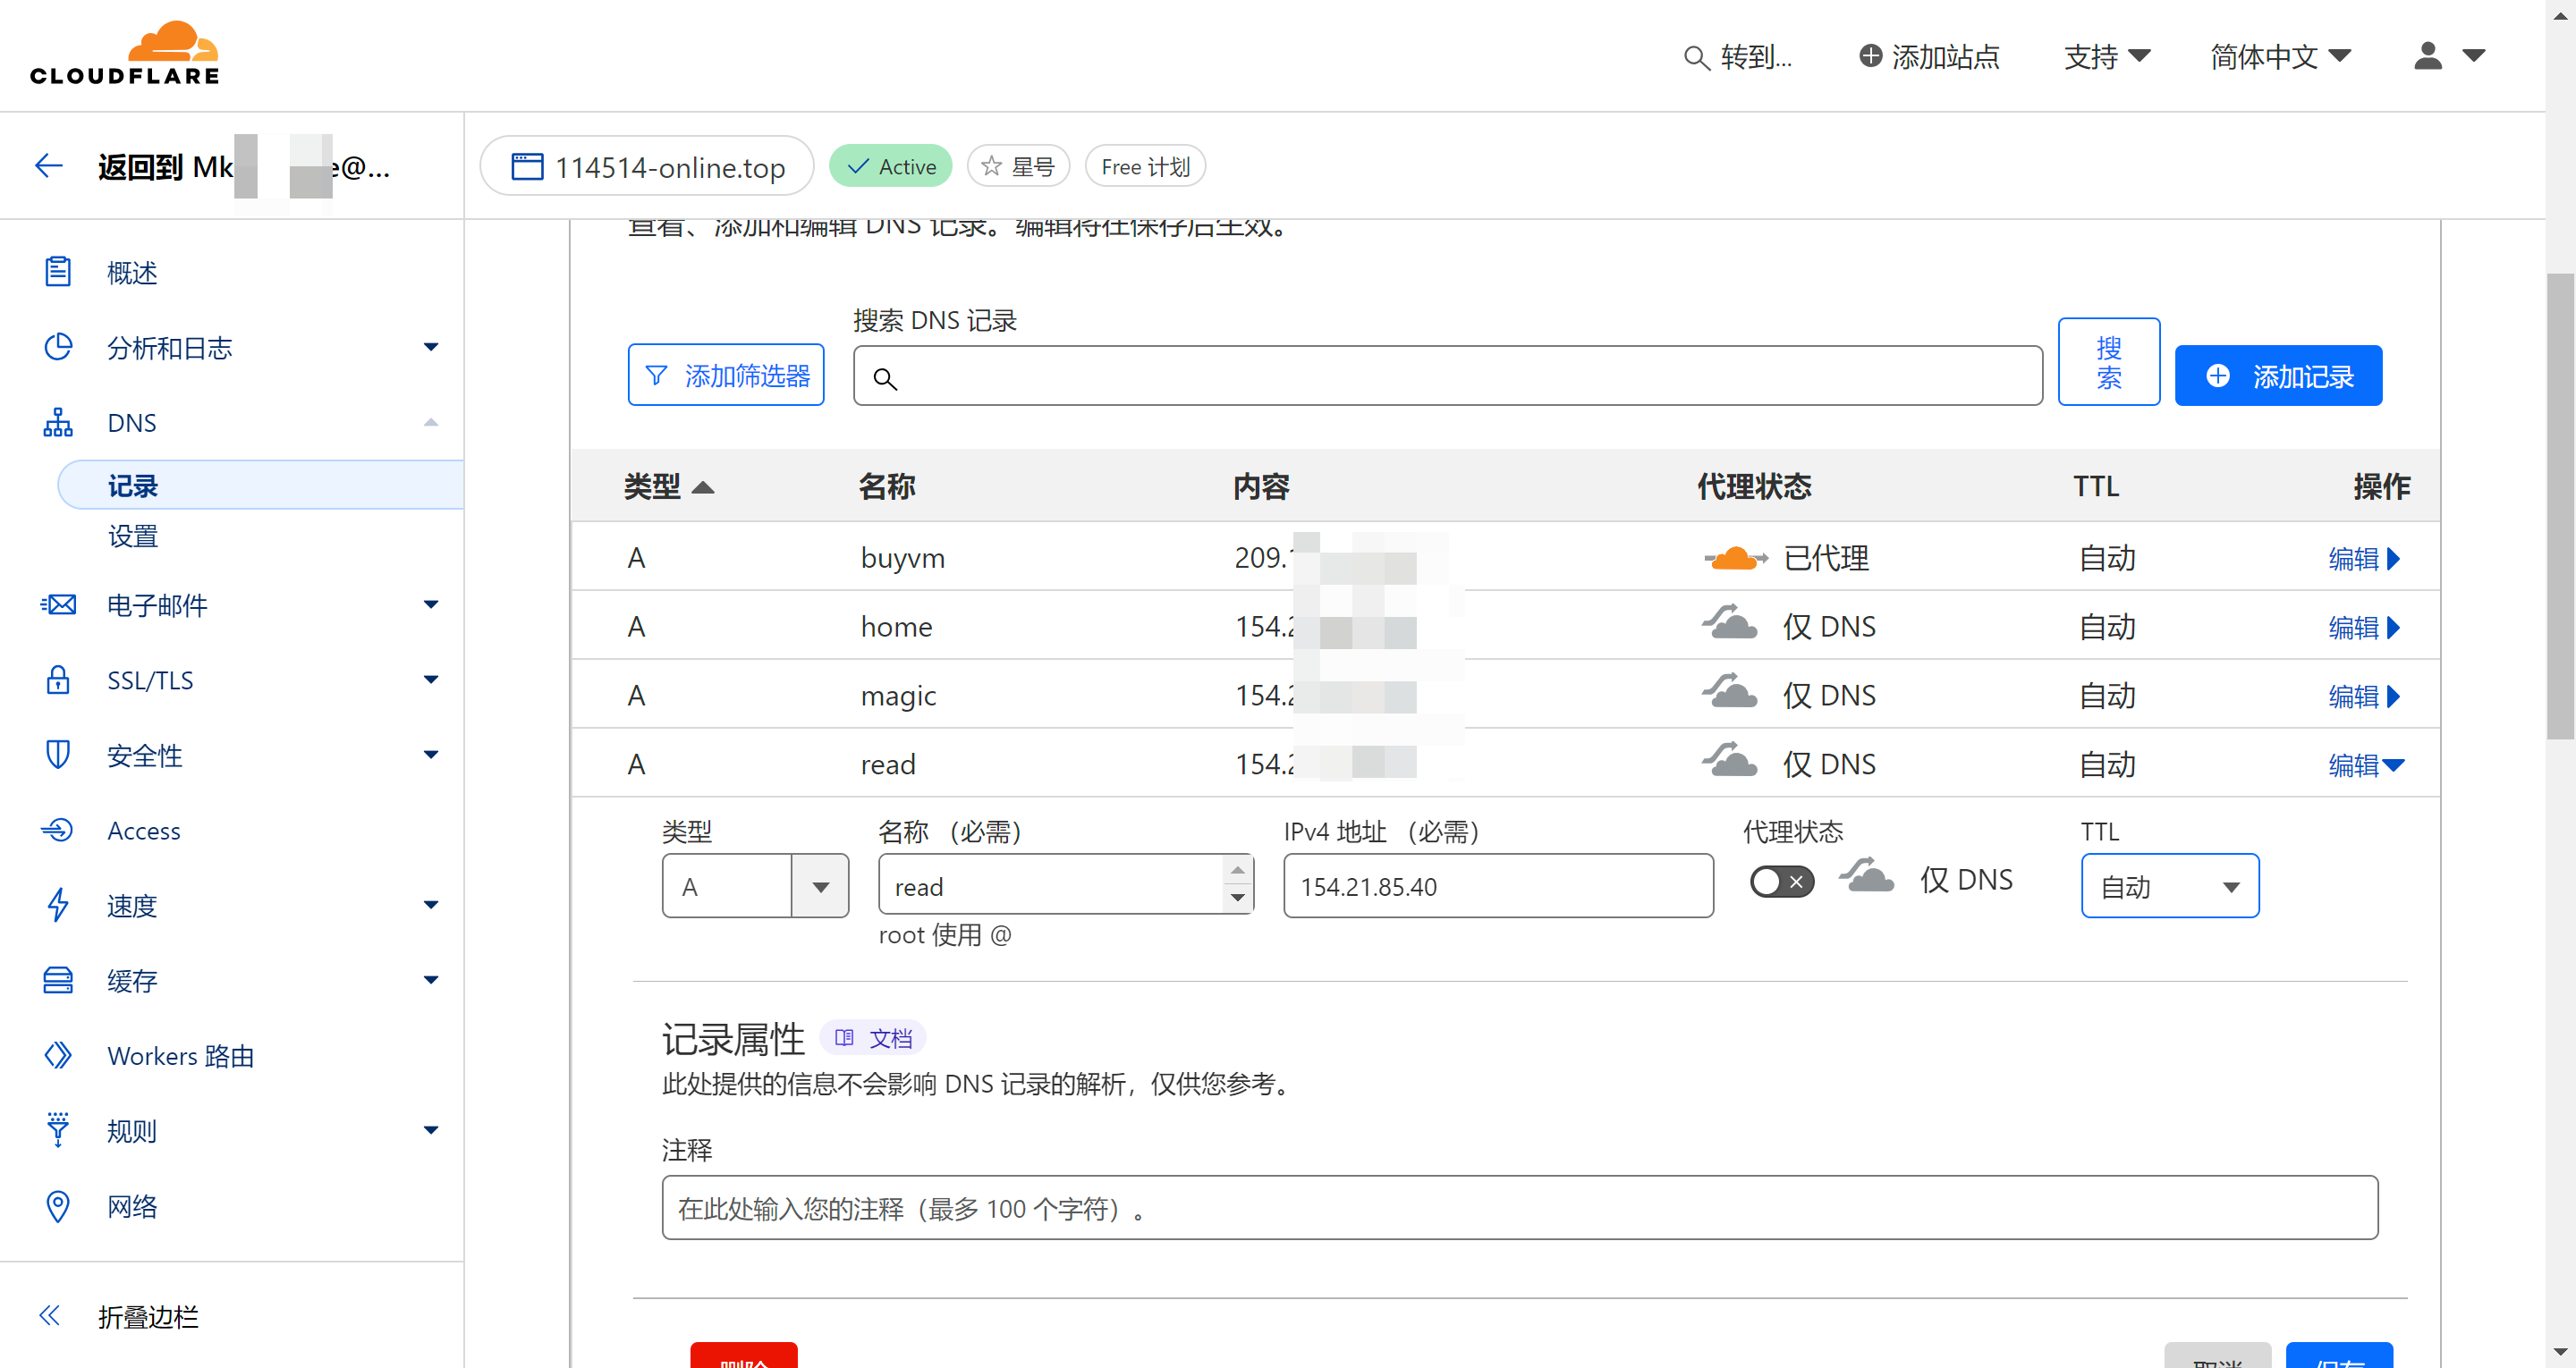 CLOUDFLARE
转到...
添加站点
支持
简体中文
返回到 Mk e@...
114514-online.top
Active
星号
Free 计划
查看、添加和编辑 DNS 记录。编辑将在保存后生效。
概述
分析和日志
DNS
记录
设置
电子邮件
SSL/TLS
安全性
Access
速度
缓存
Workers 路由
规则
网络
折叠边栏
搜索 DNS 记录
添加筛选器
搜
索
添加记录
类型 名称 内容 代理状态 TTL 操作
A buyvm 209. 已代理 自动 编辑
A home 154. 仅 DNS 自动 编辑
A magic 154. 仅 DNS 自动 编辑
A read 154. 仅 DNS 自动 编辑
类型 名称 （必需） IPv4 地址 （必需） 代理状态 TTL
A read 154.21.85.40 仅 DNS 自动
root 使用 @
记录属性 文档
此处提供的信息不会影响 DNS 记录的解析，仅供您参考。
注释
在此处输入您的注释（最多 100 个字符）。
删除 取消 保存